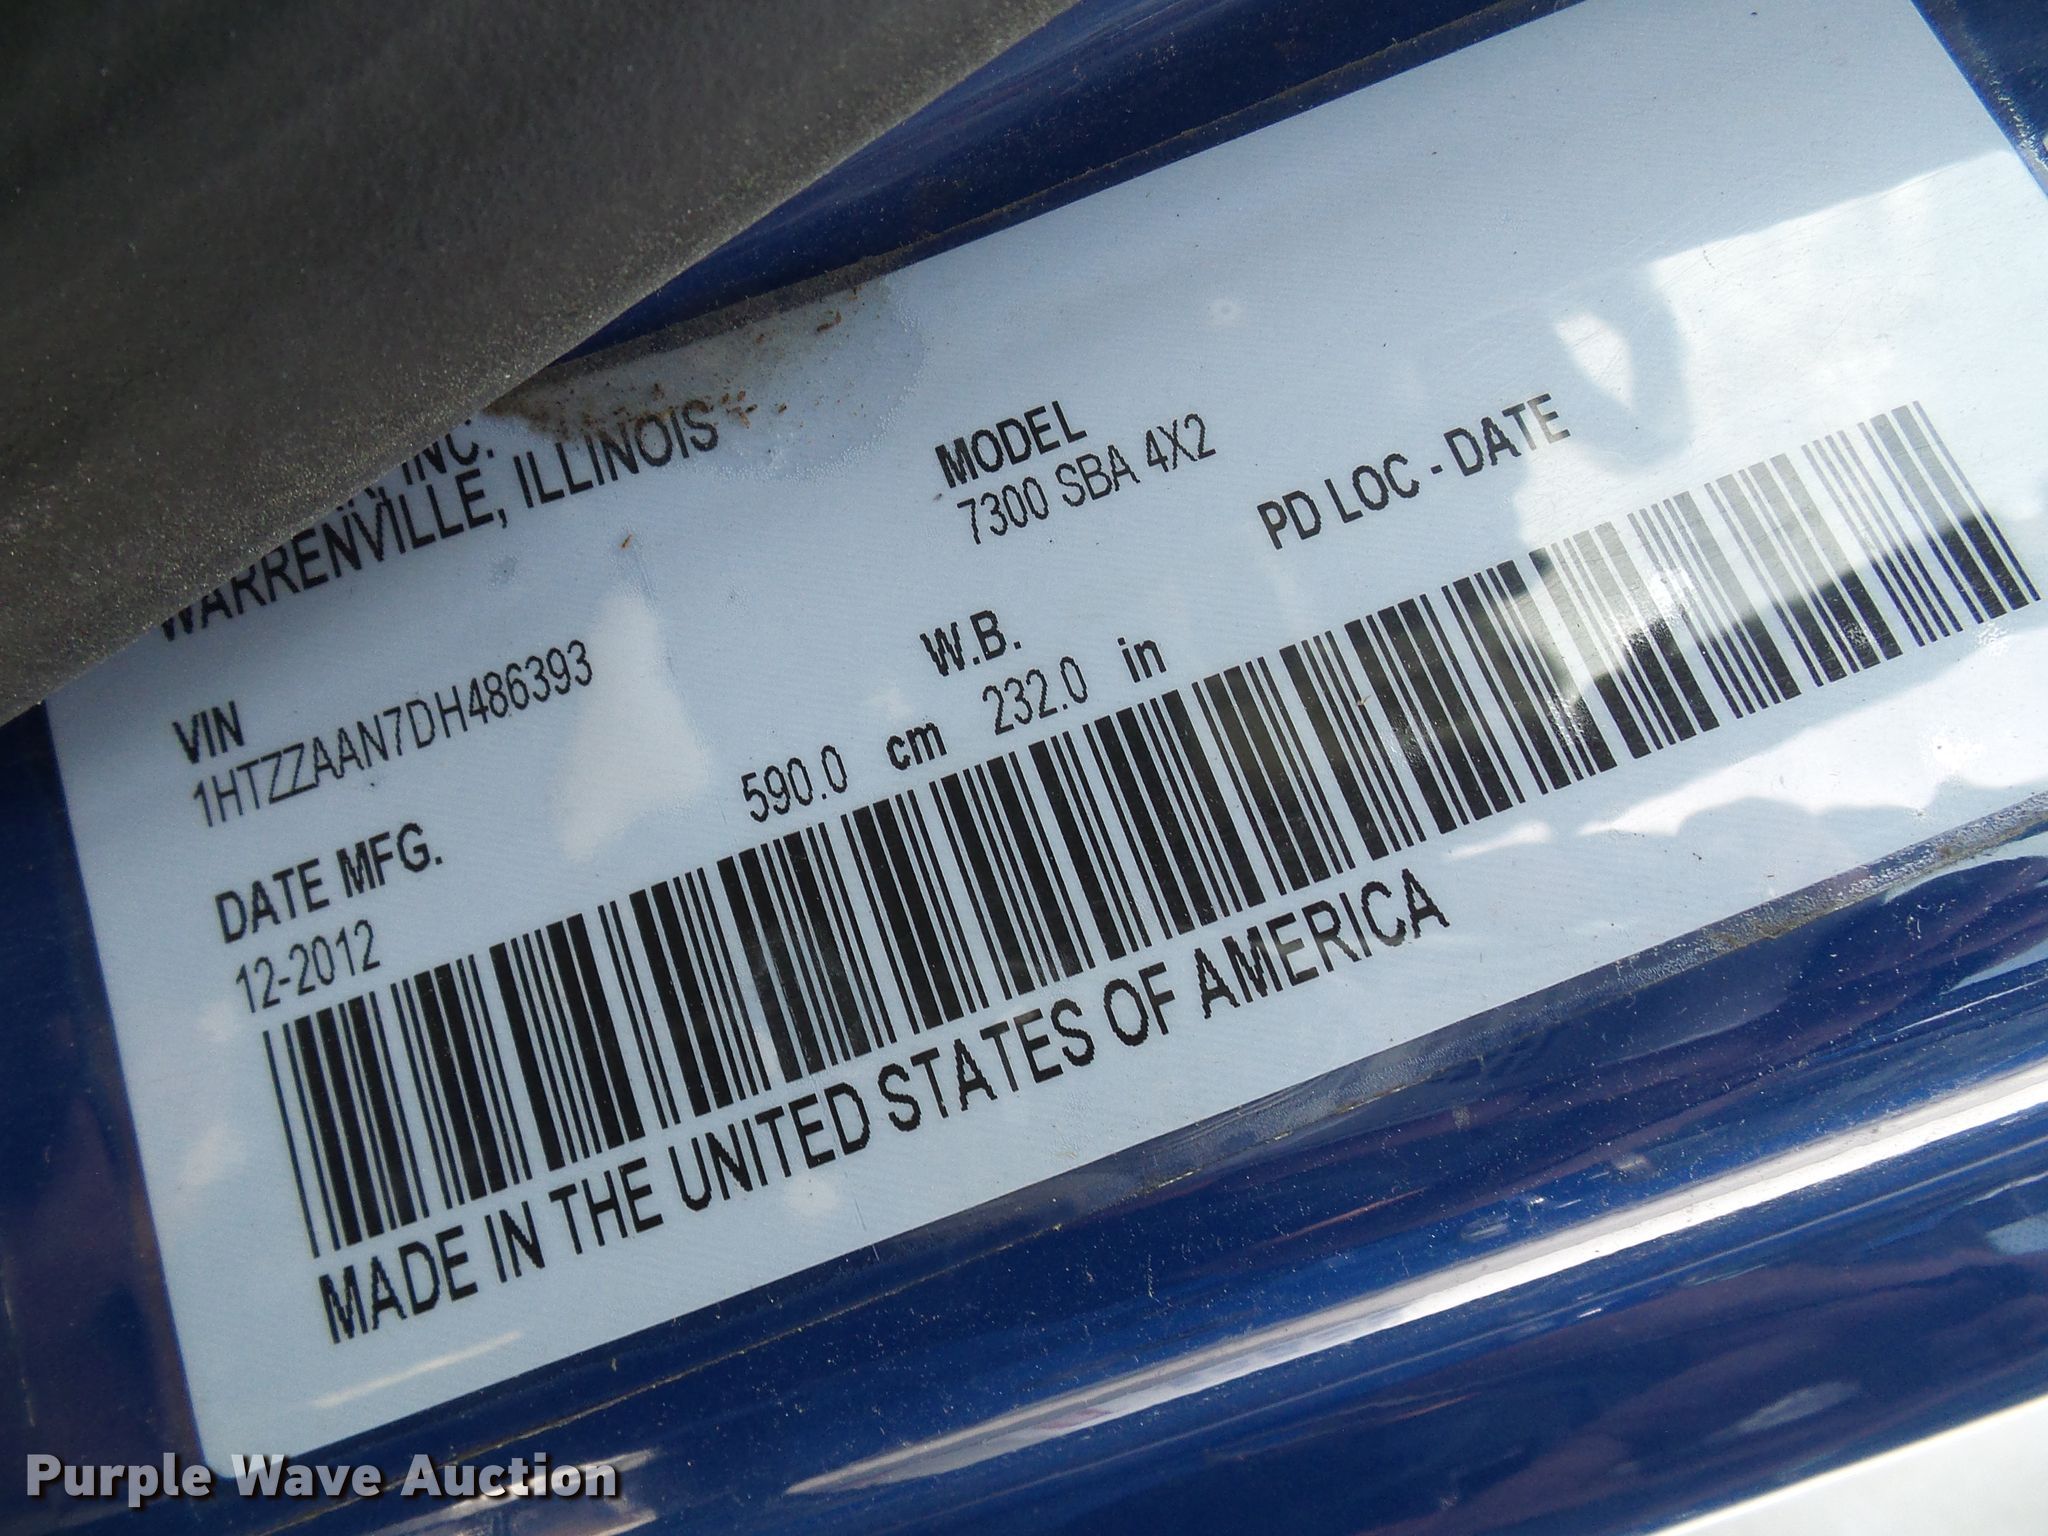 INC.
WARRENVILLE, ILLINOIS
MODEL
7300 SBA 4X2
VIN
1HTZZAAN7DH486393
W.B.
590.0 cm 232.0 in
PD LOC - DATE
DATE MFG.
12-2012
MADE IN THE UNITED STATES OF AMERICA
Purple Wave Auction